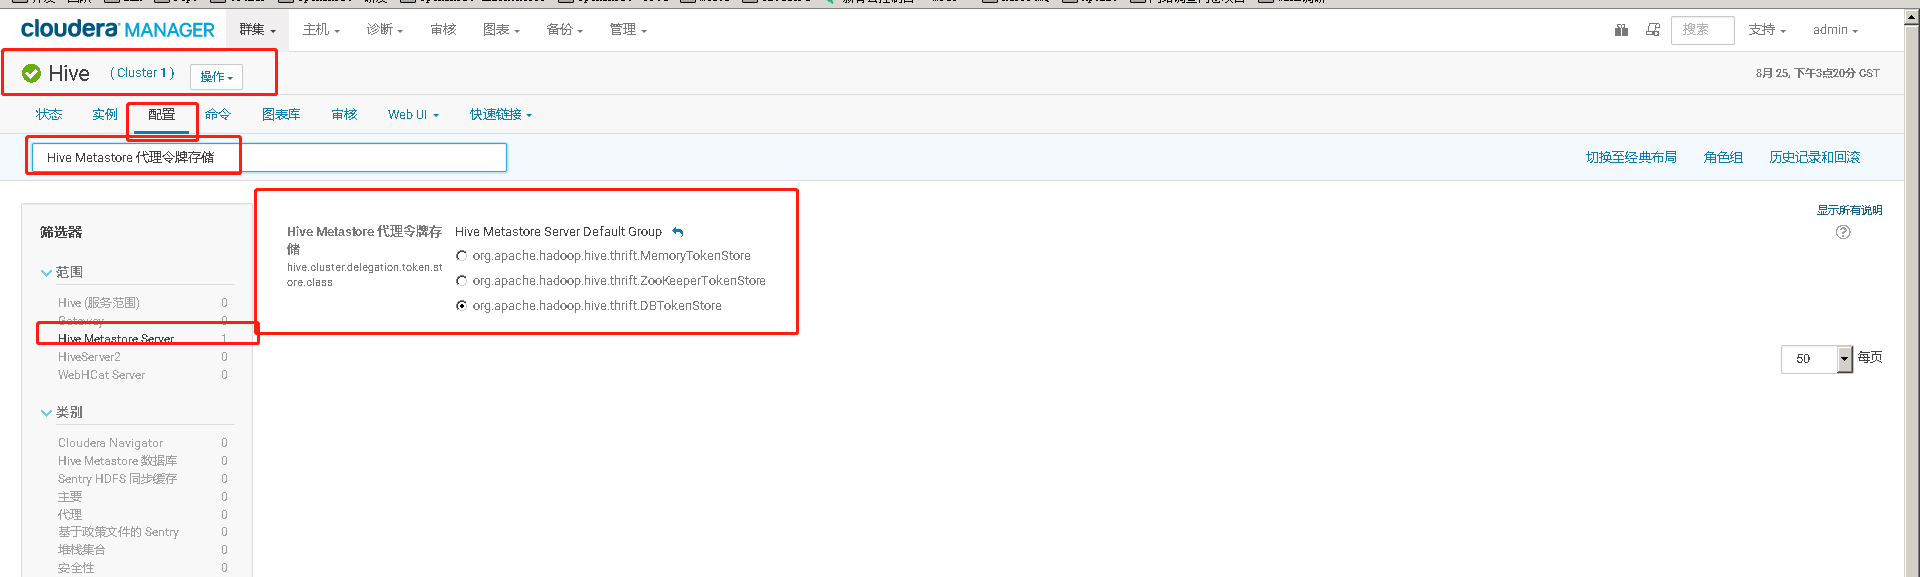 cloudera MANAGER 群集 主机 诊断 审核 图表 备份 管理 搜索 支持 admin
Hive (Cluster 1) 操作 8月 25, 下午3点20分 CST
状态 实例 配置 命令 图表库 审核 Web UI 快速链接
Hive Metastore 代理令牌存储 切换至经典布局 角色组 历史记录和回滚
显示所有说明
筛选器
Hive Metastore 代理令牌存储
hive.cluster.delegation.token.store.class
Hive Metastore Server Default Group
org.apache.hadoop.hive.thrift.MemoryTokenStore
org.apache.hadoop.hive.thrift.ZooKeeperTokenStore
org.apache.hadoop.hive.thrift.DBTokenStore
范围
Hive (服务范围) 0
Gateway 0
Hive Metastore Server 1
HiveServer2 0
WebHCat Server 0
50 每页
类别
Cloudera Navigator 0
Hive Metastore 数据库 0
Sentry HDFS 同步缓存 0
主要 0
代理 0
基于政策文件的 Sentry 0
堆栈集合 0
安全性 0